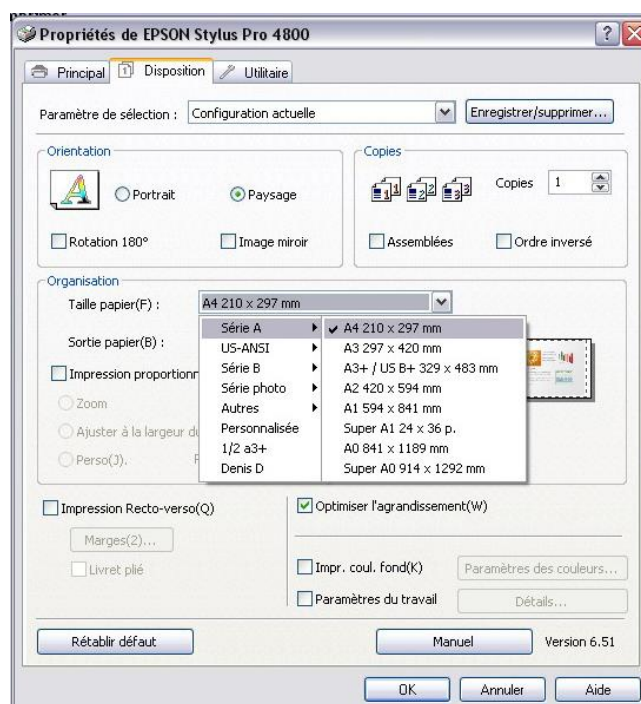 Propriétés de EPSON Stylus Pro 4800
Principal Disposition Utilitaire
Paramètre de sélection : Configuration actuelle Enregistrer/supprimer...
Orientation
Portrait Paysage
Rotation 180° Image miroir
Copies
Copies 1
Assemblées Ordre inversé
Organisation
Taille papier(F) : A4 210 x 297 mm
Sortie papier(B) :
Impression proportionn
Zoom
Ajuster à la largeur du
Perso(J).
Série A
US-ANSI
Série B
Série photo
Autres
Personnalisée
1/2 a3+
Denis D
A4 210 x 297 mm
A3 297 x 420 mm
A3+ / US B+ 329 x 483 mm
A2 420 x 594 mm
A1 594 x 841 mm
Super A1 24 x 36 p.
A0 841 x 1189 mm
Super A0 914 x 1292 mm
Impression Recto-verso(Q)
Marges(2)...
Livret plié
Optimiser l'agrandissement(W)
Impr. coul. fond(K) Paramètres des couleurs...
Paramètres du travail Détails...
Rétablir défaut Manuel Version 6.51
OK Annuler Aide